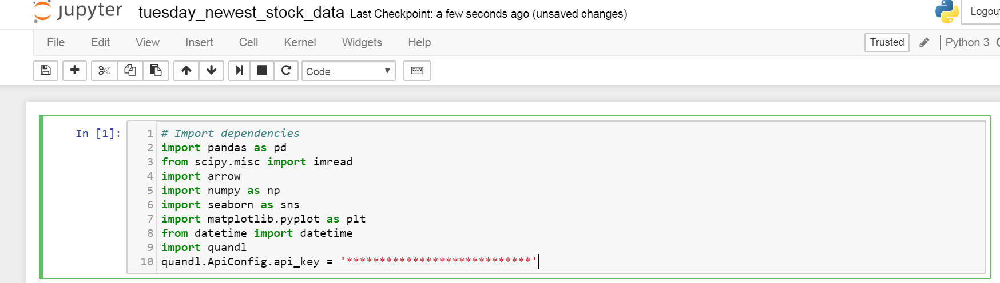 jupyter tuesday_newest_stock_data Last Checkpoint: a few seconds ago (unsaved changes)
File Edit View Insert Cell Kernel Widgets Help Trusted Python 3
Code
In [1]:
1 # Import dependencies
2 import pandas as pd
3 from scipy.misc import imread
4 import arrow
5 import numpy as np
6 import seaborn as sns
7 import matplotlib.pyplot as plt
8 from datetime import datetime
9 import quandl
10 quandl.ApiConfig.api_key = '****************************'